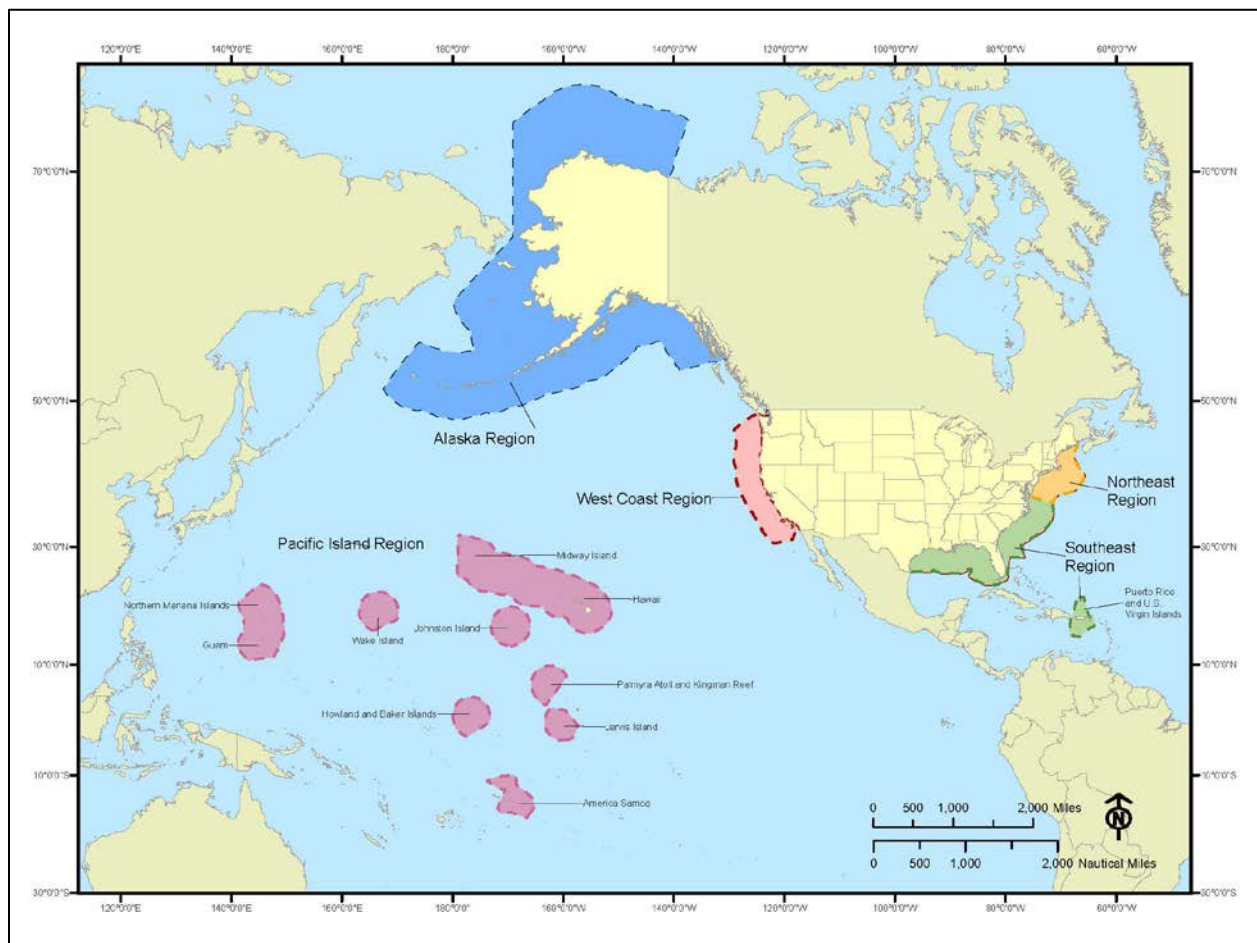 120°0'0"E 140°0'0"E 160°0'0"E 180°0'0" 160°0'0"W 140°0'0"W 120°0'0"W 100°0'0"W 80°0'0"W 60°0'0"W
70°0'0"N 70°0'0"N
50°0'0"N 50°0'0"N
Alaska Region
West Coast Region
Northeast
Region
Southeast
Region
Puerto Rico
and U.S.
Virgin Islands
30°0'0"N 30°0'0"N
Pacific Island Region
Midway Island
Hawaii
Northern Mariana Islands
Guam
Wake Island
Johnston Island
10°0'0"N 10°0'0"N
Palmyra Atoll and Kingman Reef
Howland and Baker Islands
Jarvis Island
10°0'0"S 10°0'0"S
America Samoa
0 500 1,000 2,000 Miles
0 500 1,000 2,000 Nautical Miles
N
30°0'0"S 30°0'0"S
120°0'0"E 140°0'0"E 160°0'0"E 180°0'0" 160°0'0"W 140°0'0"W 120°0'0"W 100°0'0"W 80°0'0"W 60°0'0"W